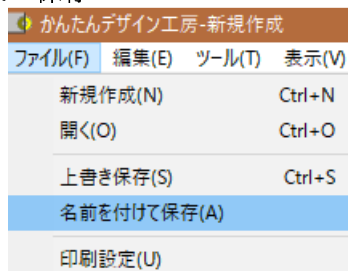 かんたんデザイン工房-新規作成
ファイル(F) 編集(E) ツール(T) 表示(V)
新規作成(N) Ctrl+N
開く(O) Ctrl+O
上書き保存(S) Ctrl+S
名前を付けて保存(A)
印刷設定(U)